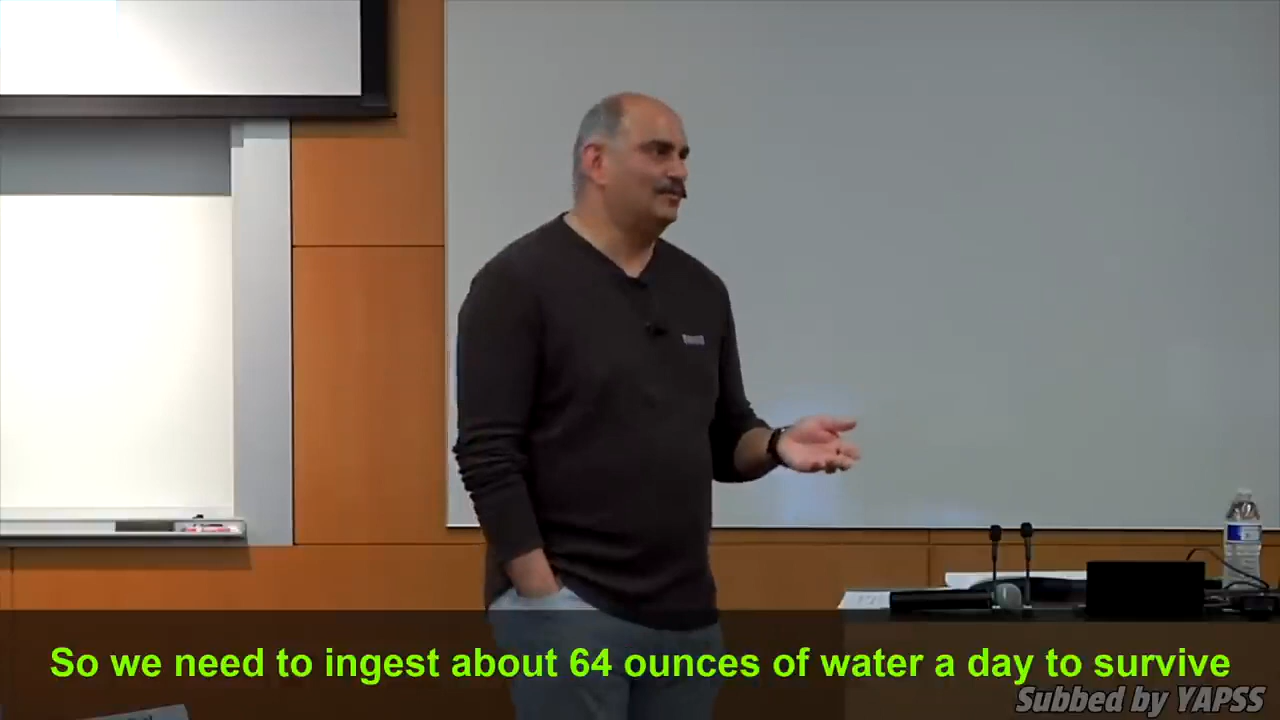 So we need to ingest about 64 ounces of water a day to survive
Subbed by YAPSS